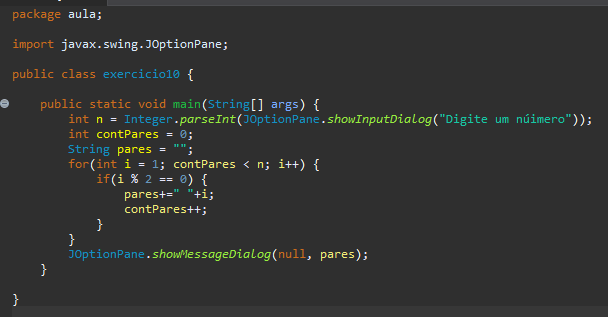 package aula;
import javax.swing.JOptionPane;
public class exercicio10 {
public static void main(String[] args) {
int n = Integer.parseInt(JOptionPane.showInputDialog("Digite um núimero"));
int contPares = 0;
String pares = "";
for(int i = 1; contPares < n; i++) {
if(i % 2 == 0) {
pares+=" "+i;
contPares++;
}
}
JOptionPane.showMessageDialog(null, pares);
}
}